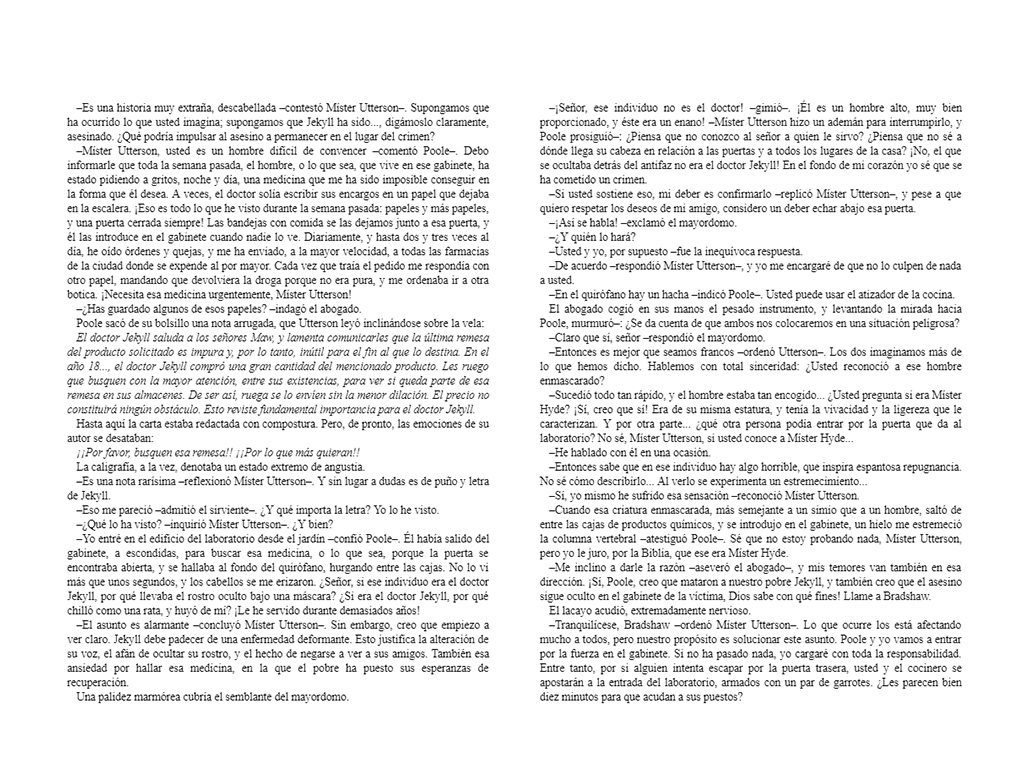 –Es una historia muy extraña, descabellada –contestó Míster Utterson–. Supongamos que
ha ocurrido lo que usted imagina; supongamos que Jekyll ha sido..., digámoslo claramente,
asesinado. ¿Qué podría impulsar al asesino a permanecer en el lugar del crimen?
–Míster Utterson, usted es un hombre difícil de convencer –comentó Poole–. Debo
informarle que toda la semana pasada, el hombre, o lo que sea, que vive en ese gabinete, ha
estado pidiendo a gritos, noche y día, una medicina que me ha sido imposible conseguir en
la forma que él desea. A veces, el doctor solía escribir sus encargos en un papel que dejaba
en la escalera. ¡Eso es todo lo que he visto durante la semana pasada: papeles y más papeles,
y una puerta cerrada siempre! Las bandejas con comida se las dejamos junto a esa puerta, y
él las introduce en el gabinete cuando nadie lo ve. Diariamente, y hasta dos y tres veces al
día, he oído órdenes y quejas, y me ha enviado, a la mayor velocidad, a todas las farmacias
de la ciudad donde se expende al por mayor. Cada vez que traía el pedido me respondía con
otro papel, mandando que devolviera la droga porque no era pura, y me ordenaba ir a otra
botica. ¡Necesita esa medicina urgentemente, Míster Utterson!
–¿Has guardado algunos de esos papeles? –indagó el abogado.
Poole sacó de su bolsillo una nota arrugada, que Utterson leyó inclinándose sobre la vela:
El doctor Jekyll saluda a los señores Maw, y lamenta comunicarles que la última remesa
del producto solicitado es impura y, por lo tanto, inútil para el fin al que lo destina. En el
año 18..., el doctor Jekyll compró una gran cantidad del mencionado producto. Les ruego
que busquen con la mayor atención, entre sus existencias, para ver si queda parte de esa
remesa en sus almacenes. De ser así, ruega se lo envíen sin la menor dilación. El precio no
constituirá ningún obstáculo. Esto reviste fundamental importancia para el doctor Jekyll.
Hasta aquí la carta estaba redactada con compostura. Pero, de pronto, las emociones de su
autor se desataban:
¡¡Por favor, busquen esa remesa!! ¡¡Por lo que más quieran!!
La caligrafía, a la vez, denotaba un estado extremo de angustia.
–Es una nota rarísima –reflexionó Míster Utterson–. Y sin lugar a dudas es de puño y letra
de Jekyll.
–Eso me pareció –admitió el sirviente–. ¿Y qué importa la letra? Yo lo he visto.
–¿Qué lo ha visto? –inquirió Míster Utterson–. ¿Y bien?
–Yo entré en el edificio del laboratorio desde el jardín –confió Poole–. Él había salido del
gabinete, a escondidas, para buscar esa medicina, o lo que sea, porque la puerta se
encontraba abierta, y se hallaba al fondo del quirófano, hurgando entre las cajas. No lo vi
más que unos segundos, y los cabellos se me erizaron. ¿Señor, si ese individuo era el doctor
Jekyll, por qué llevaba el rostro oculto bajo una máscara? ¿Si era el doctor Jekyll, por qué
chilló como una rata, y huyó de mí? ¡Le he servido durante demasiados años!
–El asunto es alarmante –concluyó Míster Utterson–. Sin embargo, creo que empiezo a
ver claro. Jekyll debe padecer de una enfermedad deformante. Esto justifica la alteración de
su voz, el afán de ocultar su rostro, y el hecho de negarse a ver a sus amigos. También esa
ansiedad por hallar esa medicina, en la que el pobre ha puesto sus esperanzas de
recuperación.
Una palidez marmórea cubría el semblante del mayordomo.
–¡Señor, ese individuo no es el doctor! –gimió–. ¡Él es un hombre alto, muy bien
proporcionado, y éste era un enano! –Míster Utterson hizo un ademán para interrumpirlo, y
Poole prosiguió–: ¿Piensa que no conozco al señor a quien le sirvo? ¿Piensa que no sé a
dónde llega su cabeza en relación a las puertas y a todos los lugares de la casa? ¡No, el que
se ocultaba detrás del antifaz no era el doctor Jekyll! En el fondo de mi corazón yo sé que se
ha cometido un crimen.
–Si usted sostiene eso, mi deber es confirmarlo –replicó Míster Utterson–, y pese a que
quiero respetar los deseos de mi amigo, considero un deber echar abajo esa puerta.
–¡Así se habla! –exclamó el mayordomo.
–¿Y quién lo hará?
–Usted y yo, por supuesto –fue la inequívoca respuesta.
–De acuerdo –respondió Míster Utterson–, y yo me encargaré de que no lo culpen de nada
a usted.
–En el quirófano hay un hacha –indicó Poole–. Usted puede usar el atizador de la cocina.
El abogado cogió en sus manos el pesado instrumento, y levantando la mirada hacia
Poole, murmuró–: ¿Se da cuenta de que ambos nos colocaremos en una situación peligrosa?
–Claro que sí, señor –respondió el mayordomo.
–Entonces es mejor que seamos francos –ordenó Utterson–. Los dos imaginamos más de
lo que hemos dicho. Hablemos con total sinceridad: ¿Usted reconoció a ese hombre
enmascarado?
–Sucedió todo tan rápido, y el hombre estaba tan encogido... ¿Usted pregunta si era Míster
Hyde? ¡Sí, creo que sí! Era de su misma estatura, y tenía la vivacidad y la ligereza que le
caracterizan. Y por otra parte... ¿qué otra persona podía entrar por la puerta que da al
laboratorio? No sé, Míster Utterson, si usted conoce a Míster Hyde...
–He hablado con él en una ocasión.
–Entonces sabe que en ese individuo hay algo horrible, que inspira espantosa repugnancia.
No sé cómo describirlo... Al verlo se experimenta un estremecimiento...
–Sí, yo mismo he sufrido esa sensación –reconoció Míster Utterson.
–Cuando esa criatura enmascarada, más semejante a un simio que a un hombre, saltó de
entre las cajas de productos químicos, y se introdujo en el gabinete, un hielo me estremeció
la columna vertebral –atestiguó Poole–. Sé que no estoy probando nada, Míster Utterson,
pero yo le juro, por la Biblia, que ese era Míster Hyde.
–Me inclino a darle la razón –aseveró el abogado–, y mis temores van también en esa
dirección. ¡Sí, Poole, creo que mataron a nuestro pobre Jekyll, y también creo que el asesino
sigue oculto en el gabinete de la víctima, Dios sabe con qué fines! Llame a Bradshaw.
El lacayo acudió, extremadamente nervioso.
–Tranquilícese, Bradshaw –ordenó Míster Utterson–. Lo que ocurre los está afectando
mucho a todos, pero nuestro propósito es solucionar este asunto. Poole y yo vamos a entrar
por la fuerza en el gabinete. Si no ha pasado nada, yo cargaré con toda la responsabilidad.
Entre tanto, por si alguien intenta escapar por la puerta trasera, usted y el cocinero se
apostarán a la entrada del laboratorio, armados con un par de garrotes. ¿Les parecen bien
diez minutos para que acudan a sus puestos?